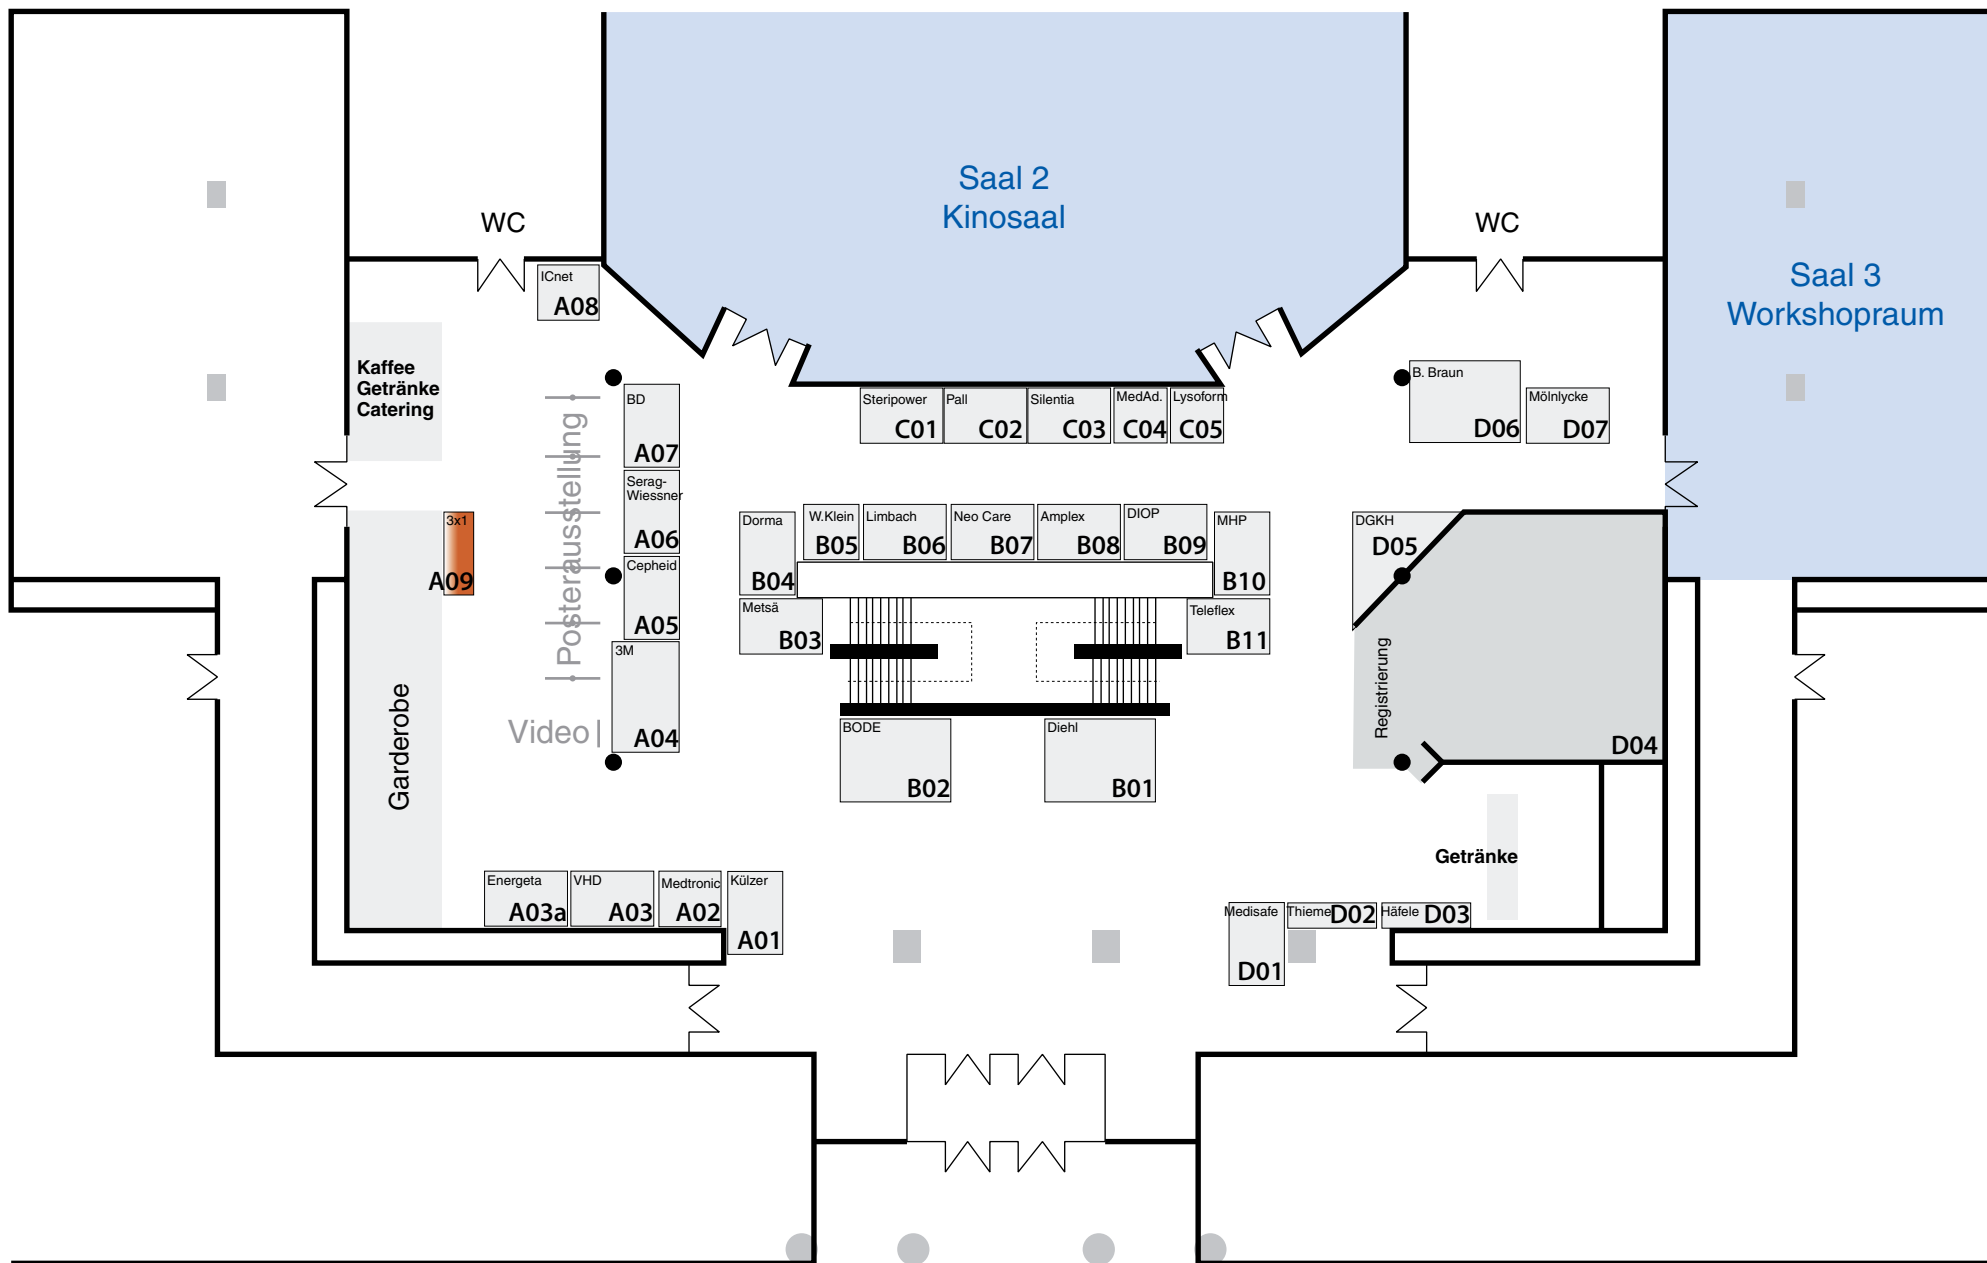 Saal 2
Kinosaal
WC
WC
Saal 3
Workshopraum
ICnet
A08
Kaffee
Getränke
Catering
BD
A07
Steripower
C01
Pall
C02
Silentia
C03
MedAd.
C04
Lysoform
C05
B. Braun
D06
Mölnlycke
D07
Posterausstellung
Serag-
Wiessner
A06
3x1
A09
Dorma
B04
W.Klein
B05
Limbach
B06
Neo Care
B07
Amplex
B08
DIOP
B09
MHP
B10
DGKH
D05
Cepheid
A05
Metsä
B03
Teleflex
B11
3M
A04
Video
Garderobe
Registrierung
D04
BODE
B02
Diehl
B01
Getränke
Energeta
A03a
VHD
A03
Medtronic
A02
Külzer
A01
Medisafe
D01
Thieme D02
Häfele D03